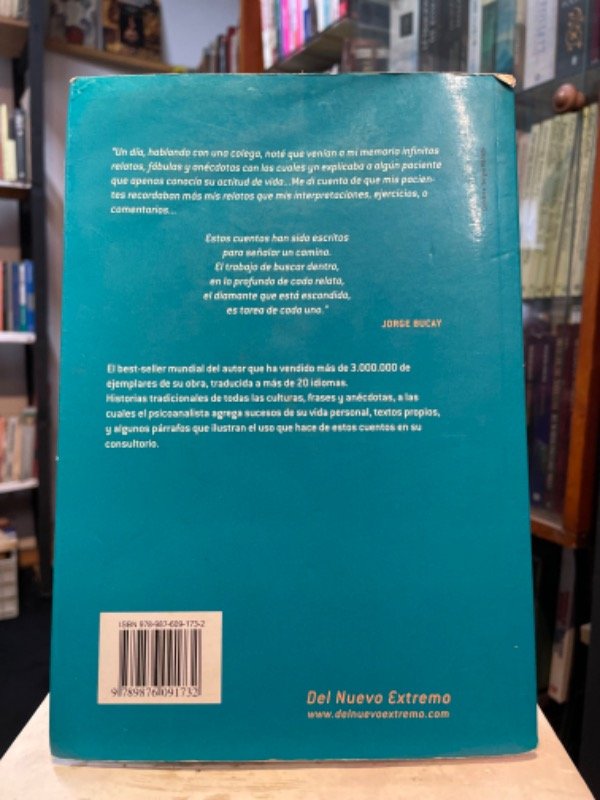 "Un día, hablando con una colega, noté que venían a mi memoria infinitos
relatos, fábulas y anécdotas con las cuales yo explicaba a algún paciente
que apenas conocía su actitud de vida...Me di cuenta de que mis pacien-
tes recordaban más mis relatos que mis interpretaciones, ejercicios, o
comentarios...
Estos cuentos han sido escritos
para señalar un camino.
El trabajo de buscar dentro,
en lo profundo de cada relato,
el diamante que está escondido,
es tarea de cada uno."
JORGE BUCAY
El best-seller mundial del autor que ha vendido más de 3.000.000 de
ejemplares de su obra, traducida a más de 20 idiomas.
Historias tradicionales de todas las culturas, frases y anécdotas, a las
cuales el psicoanalista agrega sucesos de su vida personal, textos propios,
y algunos párrafos que ilustran el uso que hace de estos cuentos en su
consultorio.
ISBN 978-987-609-173-2
9 789876 091732
Del Nuevo Extremo
www.delnuevoextremo.com